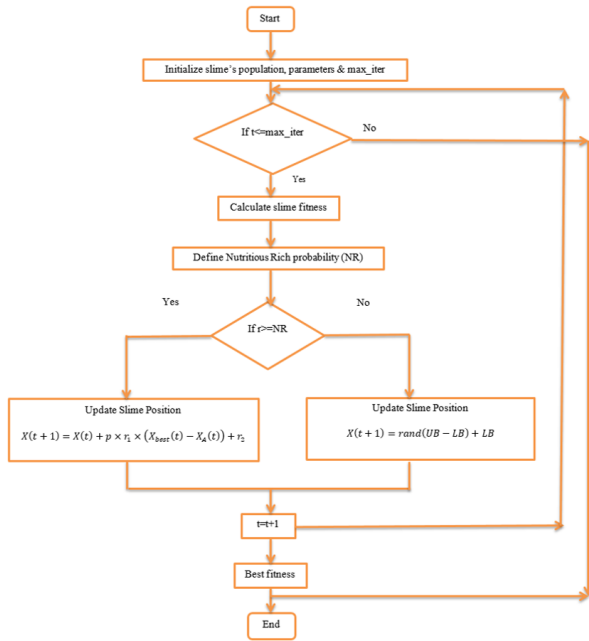 Start
Initialize slime's population, parameters & max_iter
If t<=max_iter
No
Yes
Calculate slime fitness
Define Nutritious Rich probability (NR)
Yes
No
If r>=NR
Update Slime Position
X(t + 1) = X(t) + p × r₁ × (X_best(t) − X_A(t)) + r₂
Update Slime Position
X(t + 1) = rand(UB − LB) + LB
t=t+1
Best fitness
End